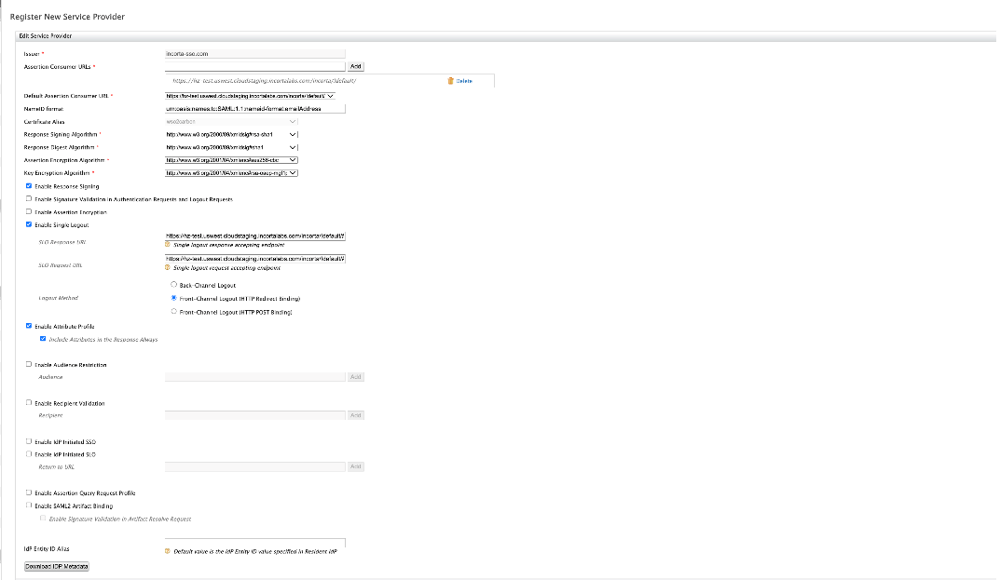 Register New Service Provider
Edit Service Provider
Issuer * incorta-sso.com
Assertion Consumer URLs * Add
https://hz-test.uswest.cloudstaging.incortalabs.com/incorta/!default/ Delete
Default Assertion Consumer URL * https://hz-test.uswest.cloudstaging.incortalabs.com/incorta/!default/
NameID format urn:oasis:names:tc:SAML:1.1:nameid-format:emailAddress
Certificate Alias wso2carbon
Response Signing Algorithm * http://www.w3.org/2000/09/xmldsig#rsa-sha1
Response Digest Algorithm * http://www.w3.org/2000/09/xmldsig#sha1
Assertion Encryption Algorithm * http://www.w3.org/2001/04/xmlenc#aes256-cbc
Key Encryption Algorithm * http://www.w3.org/2001/04/xmlenc#rsa-oaep-mgf1p
Enable Response Signing
Enable Signature Validation in Authentication Requests and Logout Requests
Enable Assertion Encryption
Enable Single Logout
SLO Response URL https://hz-test.uswest.cloudstaging.incortalabs.com/incorta/!default/#
Single logout response accepting endpoint
SLO Request URL https://hz-test.uswest.cloudstaging.incortalabs.com/incorta/!default/#
Single logout request accepting endpoint
Back-Channel Logout
Logout Method Front-Channel Logout (HTTP Redirect Binding)
Front-Channel Logout (HTTP POST Binding)
Enable Attribute Profile
Include Attributes in the Response Always
Enable Audience Restriction
Audience Add
Enable Recipient Validation
Recipient Add
Enable IdP Initiated SSO
Enable IdP Initiated SLO
Return to URL Add
Enable Assertion Query Request Profile
Enable SAML2 Artifact Binding
Enable Signature Validation in Artifact Resolve Request
IdP Entity ID Alias
Default value is the IdP Entity ID value specified in Resident IdP
Download IDP Metadata